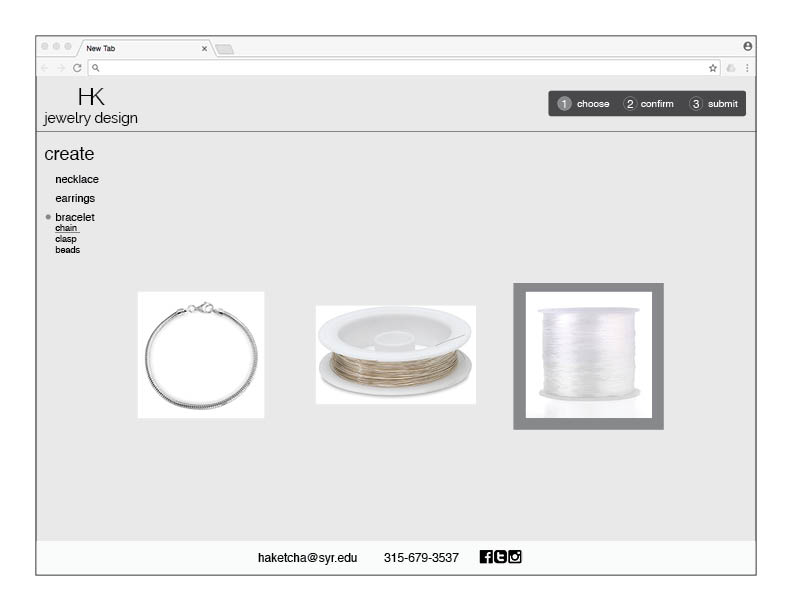 New Tab
HK
jewelry design
1 choose 2 confirm 3 submit
create
necklace
earrings
bracelet
chain
clasp
beads
haketcha@syr.edu 315-679-3537